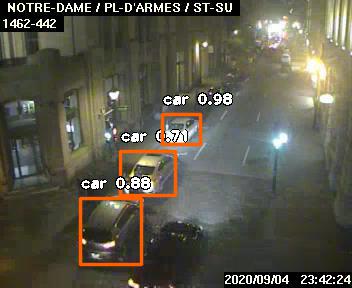 NOTRE-DAME / PL-D'ARMES / ST-SU
1462-442
car 0.98
car 0.71
car 0.88
2020/09/04 23:42:24